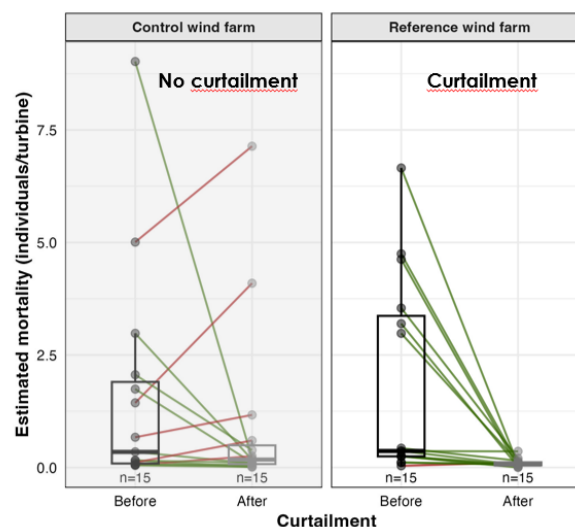 Control wind farm
Reference wind farm
No curtailment
Curtailment
Estimated mortality (individuals/turbine)
7.5
5.0
2.5
0.0
n=15
n=15
n=15
n=15
Before
After
Before
After
Curtailment